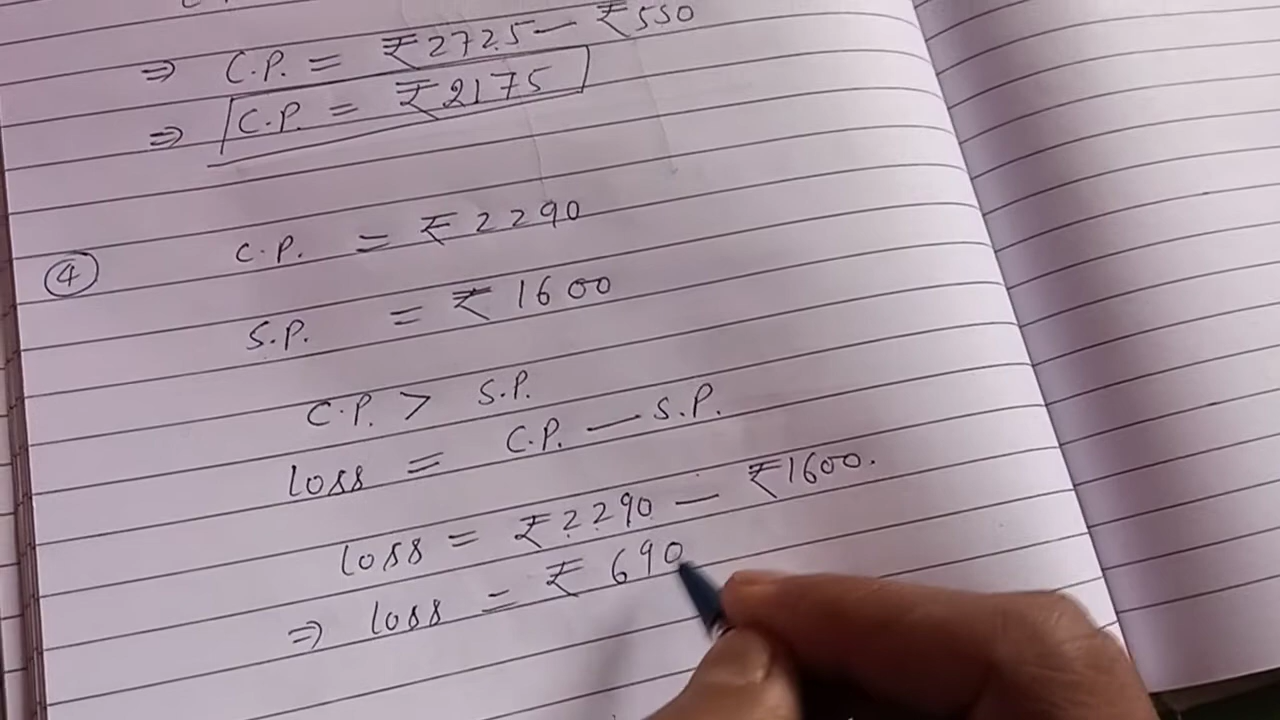 ⇒ C.P. = ₹2725 — ₹550
⇒ C.P. = ₹2175
④ C.P. = ₹2290
S.P. = ₹1600
C.P. > S.P.
loss = C.P. — S.P.
loss = ₹2290 — ₹1600.
⇒ loss = ₹690